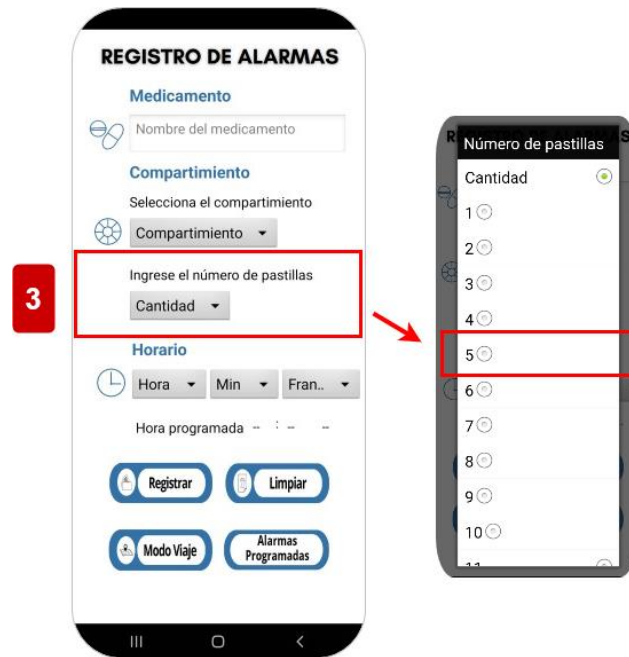 REGISTRO DE ALARMAS
Medicamento
Nombre del medicamento
Compartimiento
Selecciona el compartimiento
Compartimiento
3
Ingrese el número de pastillas
Cantidad
Horario
Hora Min Fran..
Hora programada -- : -- --
Registrar Limpiar
Modo Viaje Alarmas
Programadas
Número de pastillas
Cantidad
1
2
3
4
5
6
7
8
9
10
11